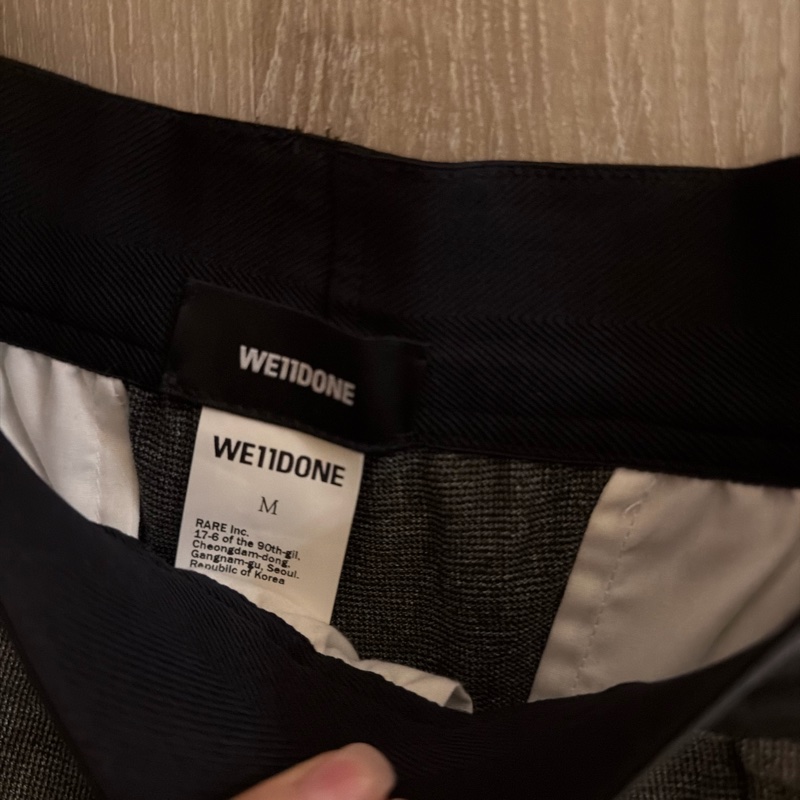 WE11DONE
WE11DONE
M
RARE Inc.
17-6 of the 90th-gil,
Cheongdam-dong,
Gangnam-gu, Seoul.
Republic of Korea